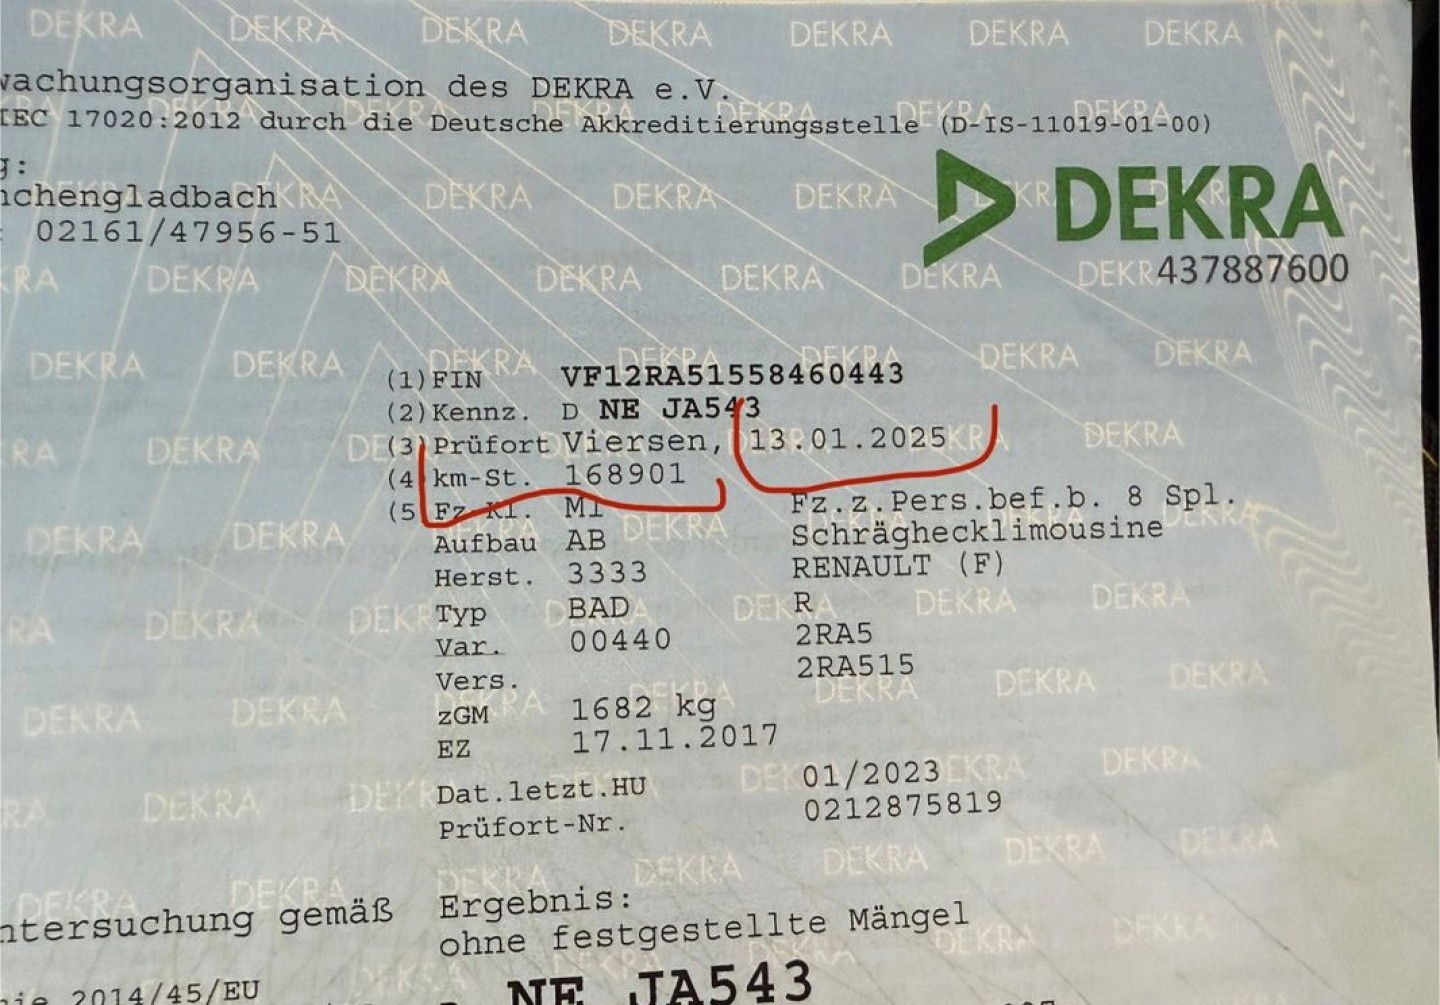 wachungsorganisation des DEKRA e.V.
IEC 17020:2012 durch die Deutsche Akkreditierungsstelle (D-IS-11019-01-00)
g:
nchengladbach
: 02161/47956-51
DEKRA
437887600
(1) FIN VF12RA51558460443
(2) Kennz. D NE JA543
(3) Prüfort Viersen, 13.01.2025
(4) km-St. 168901
(5 Fz-Kl. M1 Fz.z.Pers.bef.b. 8 Spl.
Aufbau AB Schräghecklimousine
Herst. 3333 RENAULT (F)
Typ BAD R
Var. 00440 2RA5
Vers. 2RA515
zGM 1682 kg
EZ 17.11.2017
Dat.letzt.HU 01/2023
Prüfort-Nr. 0212875819
ntersuchung gemäß Ergebnis:
ohne festgestellte Mängel
nie 2014/45/EU
NE JA543